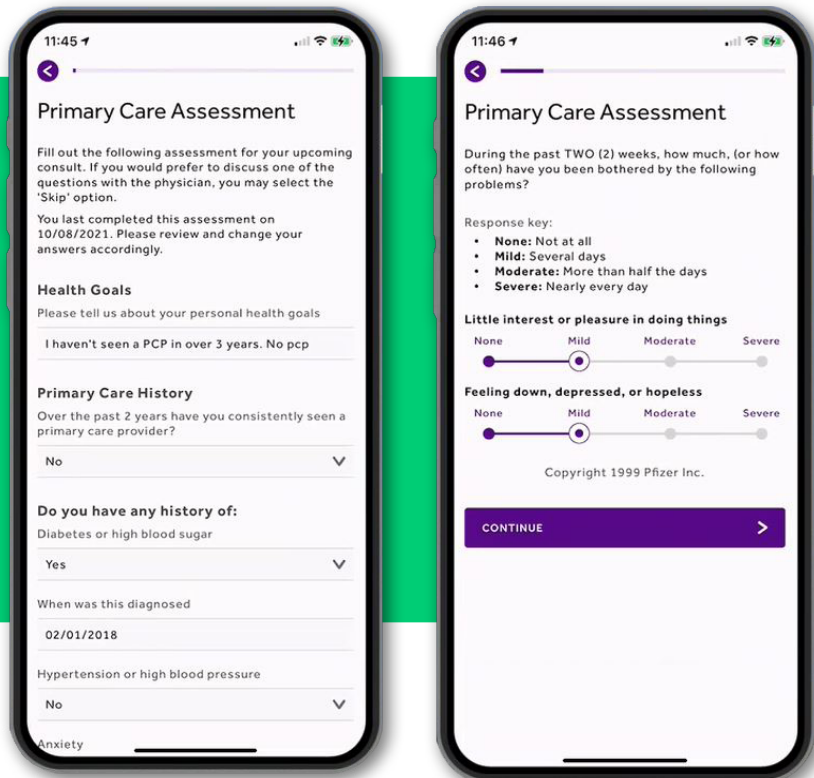 11:45
Primary Care Assessment
Fill out the following assessment for your upcoming
consult. If you would prefer to discuss one of the
questions with the physician, you may select the
'Skip' option.
You last completed this assessment on
10/08/2021. Please review and change your
answers accordingly.
Health Goals
Please tell us about your personal health goals
I haven't seen a PCP in over 3 years. No pcp
Primary Care History
Over the past 2 years have you consistently seen a
primary care provider?
No
Do you have any history of:
Diabetes or high blood sugar
Yes
When was this diagnosed
02/01/2018
Hypertension or high blood pressure
No
Anxiety
11:46
Primary Care Assessment
During the past TWO (2) weeks, how much, (or how
often) have you been bothered by the following
problems?
Response key:
• None: Not at all
• Mild: Several days
• Moderate: More than half the days
• Severe: Nearly every day
Little interest or pleasure in doing things
None Mild Moderate Severe
Feeling down, depressed, or hopeless
None Mild Moderate Severe
Copyright 1999 Pfizer Inc.
CONTINUE